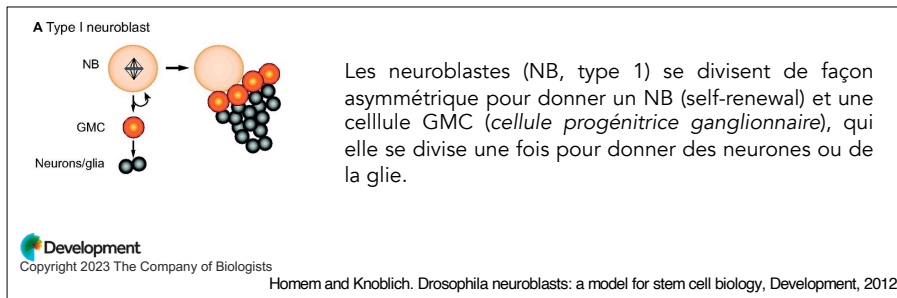 A Type I neuroblast
NB
GMC
Neurons/glia
Les neuroblastes (NB, type 1) se divisent de façon
asymmétrique pour donner un NB (self-renewal) et une
celllule GMC (cellule progénitrice ganglionnaire), qui
elle se divise une fois pour donner des neurones ou de
la glie.
Development
Copyright 2023 The Company of Biologists
Homem and Knoblich. Drosophila neuroblasts: a model for stem cell biology, Development, 2012